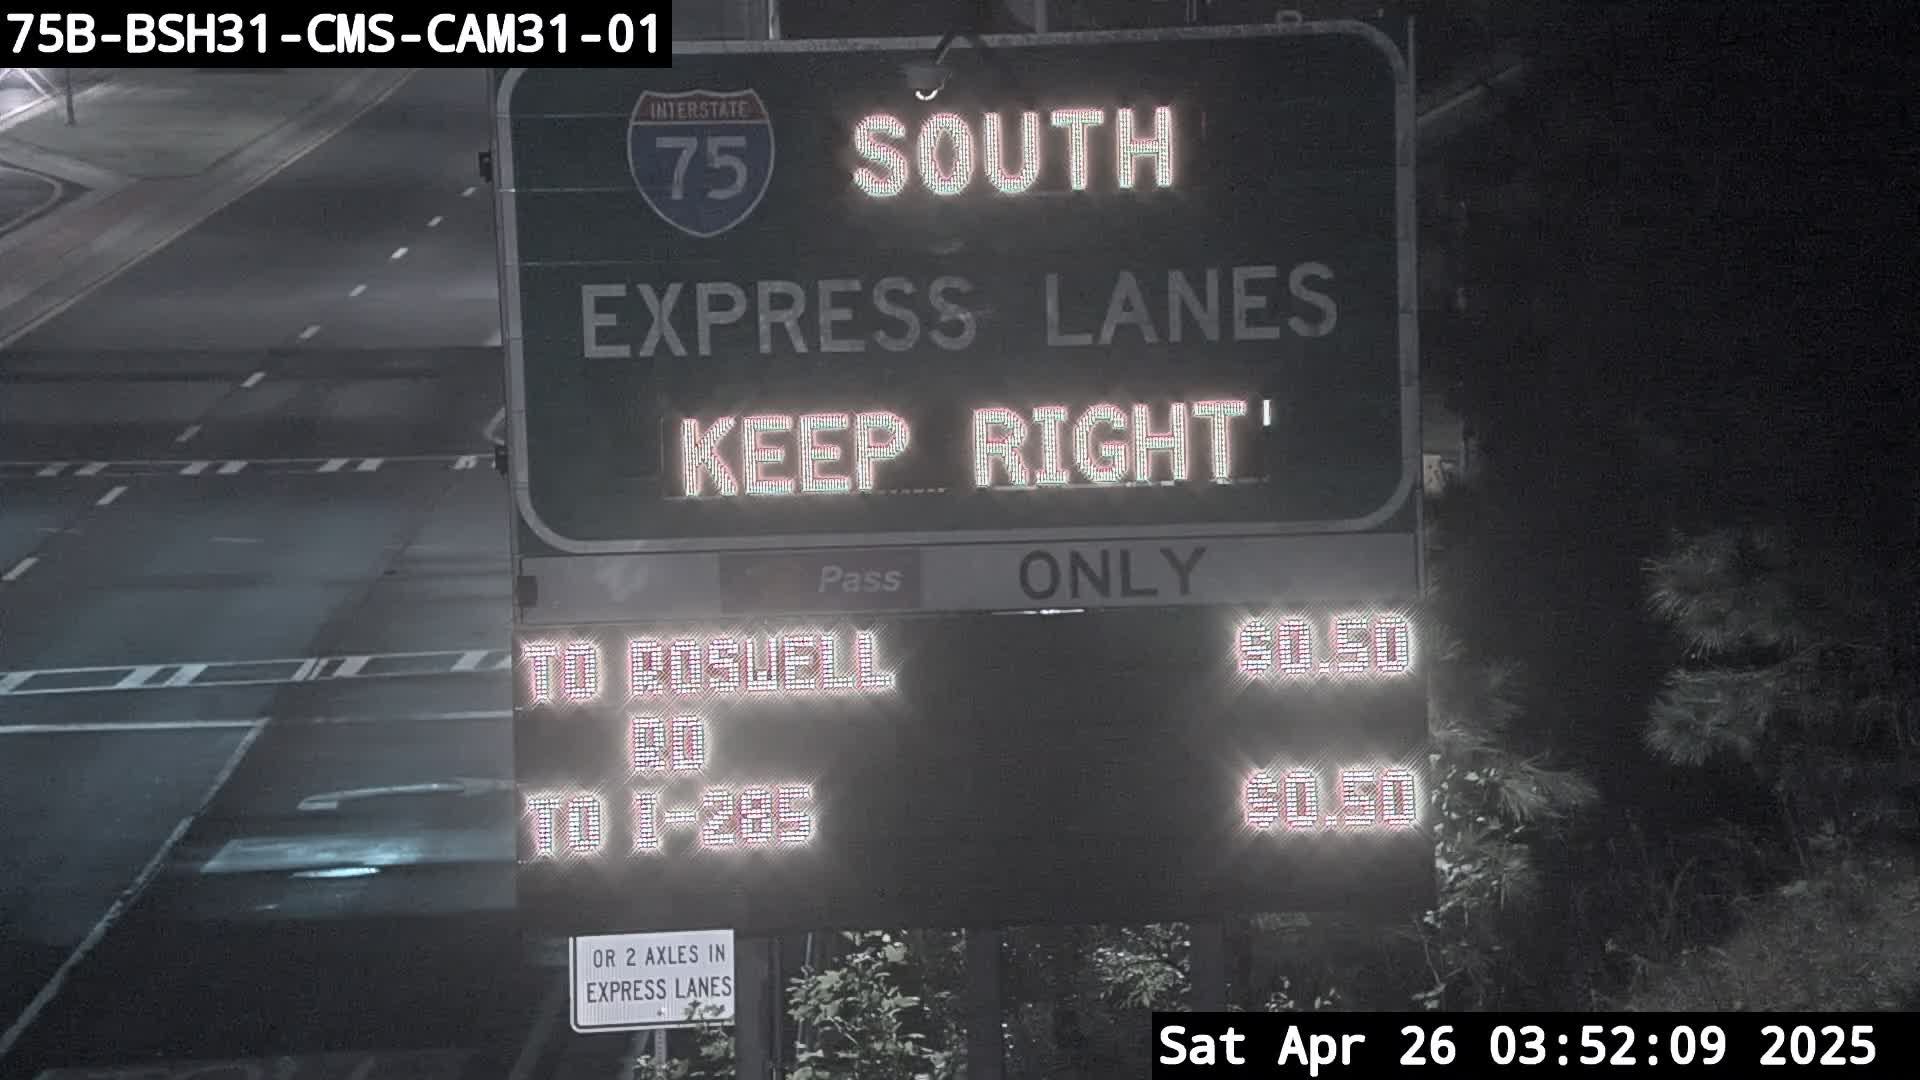 75B-BSH31-CMS-CAM31-01
INTERSTATE
75
SOUTH
EXPRESS LANES
KEEP RIGHT
Pass ONLY
TO ROSWELL $0.50
RD
TO I-285 $0.50
OR 2 AXLES IN
EXPRESS LANES
Sat Apr 26 03:52:09 2025